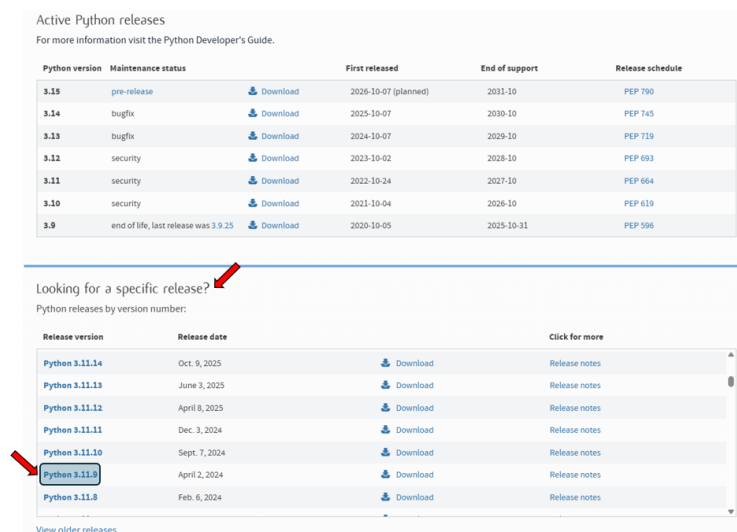 Active Python releases
For more information visit the Python Developer's Guide.
Python version Maintenance status First released End of support Release schedule
3.15 pre-release Download 2026-10-07 (planned) 2031-10 PEP 790
3.14 bugfix Download 2025-10-07 2030-10 PEP 745
3.13 bugfix Download 2024-10-07 2029-10 PEP 719
3.12 security Download 2023-10-02 2028-10 PEP 693
3.11 security Download 2022-10-24 2027-10 PEP 664
3.10 security Download 2021-10-04 2026-10 PEP 619
3.9 end of life, last release was 3.9.25 Download 2020-10-05 2025-10-31 PEP 596
Looking for a specific release?
Python releases by version number:
Release version Release date Click for more
Python 3.11.14 Oct. 9, 2025 Download Release notes
Python 3.11.13 June 3, 2025 Download Release notes
Python 3.11.12 April 8, 2025 Download Release notes
Python 3.11.11 Dec. 3, 2024 Download Release notes
Python 3.11.10 Sept. 7, 2024 Download Release notes
Python 3.11.9 April 2, 2024 Download Release notes
Python 3.11.8 Feb. 6, 2024 Download Release notes
View older releases